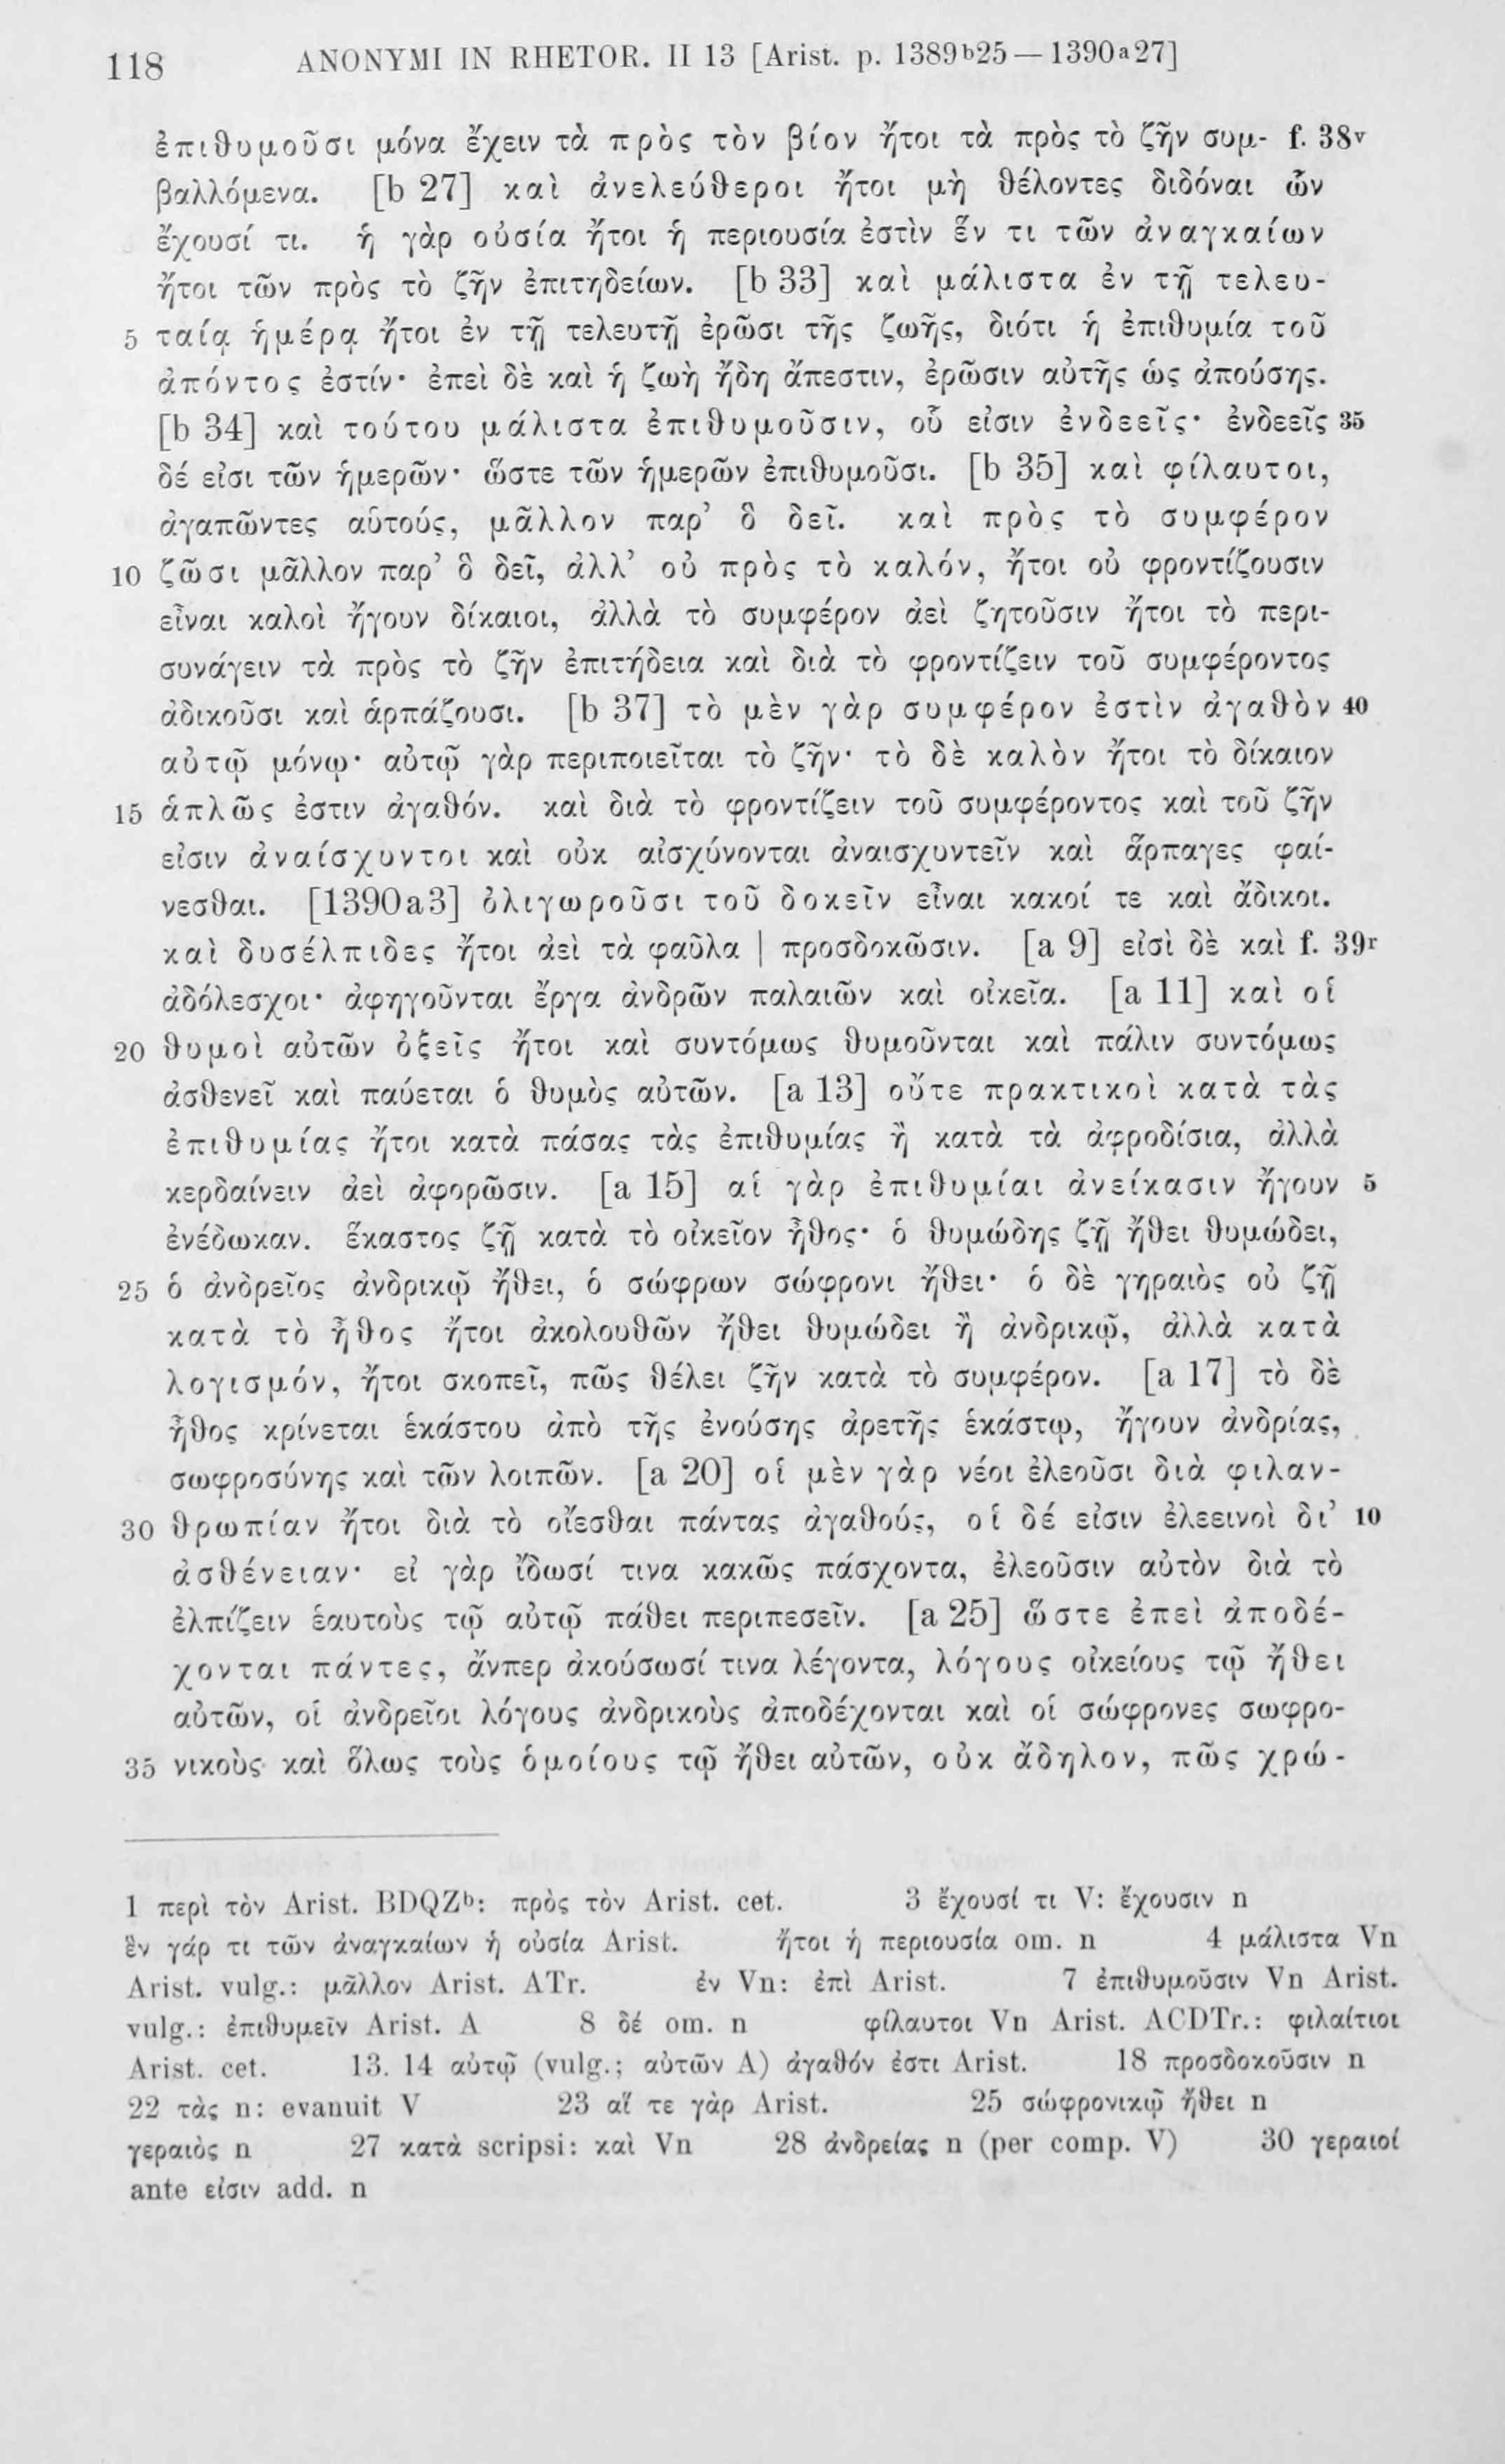 118 ANONYMI IN RHETOR. II 13 [Arist. p. 1389b25 — 1390a27]
ἐπιθυμοῦσι μόνα ἔχειν τὰ πρὸς τὸν βίον ἤτοι τὰ πρὸς τὸ ζῆν συμ- f. 38v
βαλλόμενα. [b 27] καὶ ἀνελεύθεροι ἤτοι μὴ θέλοντες διδόναι ὧν
ἔχουσί τι. ἡ γὰρ οὐσία ἤτοι ἡ περιουσία ἐστὶν ἕν τι τῶν ἀναγκαίων
ἤτοι τῶν πρὸς τὸ ζῆν ἐπιτηδείων. [b 33] καὶ μάλιστα ἐν τῇ τελευ-
5 ταίᾳ ἡμέρᾳ ἤτοι ἐν τῇ τελευτῇ ἐρῶσι τῆς ζωῆς, διότι ἡ ἐπιθυμία τοῦ
ἀπόντος ἐστίν· ἐπεὶ δὲ καὶ ἡ ζωὴ ἤδη ἄπεστιν, ἐρῶσιν αὐτῆς ὡς ἀπούσης.
[b 34] καὶ τούτου μάλιστα ἐπιθυμοῦσιν, οὗ εἰσιν ἐνδεεῖς· ἐνδεεῖς 35
δέ εἰσι τῶν ἡμερῶν· ὥστε τῶν ἡμερῶν ἐπιθυμοῦσι. [b 35] καὶ φίλαυτοι,
ἀγαπῶντες αὑτούς, μᾶλλον παρ’ ὃ δεῖ. καὶ πρὸς τὸ συμφέρον
10 ζῶσι μᾶλλον παρ’ ὃ δεῖ, ἀλλ’ οὐ πρὸς τὸ καλόν, ἤτοι οὐ φροντίζουσιν
εἶναι καλοὶ ἤγουν δίκαιοι, ἀλλὰ τὸ συμφέρον ἀεὶ ζητοῦσιν ἤτοι τὸ περι-
συνάγειν τὰ πρὸς τὸ ζῆν ἐπιτήδεια καὶ διὰ τὸ φροντίζειν τοῦ συμφέροντος
ἀδικοῦσι καὶ ἁρπάζουσι. [b 37] τὸ μὲν γὰρ συμφέρον ἐστὶν ἀγαθὸν 40
αὐτῷ μόνῳ· αὐτῷ γὰρ περιποιεῖται τὸ ζῆν· τὸ δὲ καλὸν ἤτοι τὸ δίκαιον
15 ἁπλῶς ἐστιν ἀγαθόν. καὶ διὰ τὸ φροντίζειν τοῦ συμφέροντος καὶ τοῦ ζῆν
εἰσιν ἀναίσχυντοι καὶ οὐκ αἰσχύνονται ἀναισχυντεῖν καὶ ἅρπαγες φαί-
νεσθαι. [1390a3] ὀλιγωροῦσι τοῦ δοκεῖν εἶναι κακοί τε καὶ ἄδικοι.
καὶ δυσέλπιδες ἤτοι ἀεὶ τὰ φαῦλα | προσδοκῶσιν. [a 9] εἰσὶ δὲ καὶ f. 39r
ἀδόλεσχοι· ἀφηγοῦνται ἔργα ἀνδρῶν παλαιῶν καὶ οἰκεῖα. [a 11] καὶ οἱ
20 θυμοὶ αὐτῶν ὀξεῖς ἤτοι καὶ συντόμως θυμοῦνται καὶ πάλιν συντόμως
ἀσθενεῖ καὶ παύεται ὁ θυμὸς αὐτῶν. [a 13] οὔτε πρακτικοὶ κατὰ τὰς
ἐπιθυμίας ἤτοι κατὰ πάσας τὰς ἐπιθυμίας ἢ κατὰ τὰ ἀφροδίσια, ἀλλὰ
κερδαίνειν ἀεὶ ἀφορῶσιν. [a 15] αἱ γὰρ ἐπιθυμίαι ἀνείκασιν ἤγουν 5
ἐνέδωκαν. ἕκαστος ζῇ κατὰ τὸ οἰκεῖον ἦθος· ὁ θυμώδης ζῇ ἤθει θυμώδει,
25 ὁ ἀνδρεῖος ἀνδρικῷ ἤθει, ὁ σώφρων σώφρονι ἤθει· ὁ δὲ γηραιὸς οὐ ζῇ
κατὰ τὸ ἦθος ἤτοι ἀκολουθῶν ἤθει θυμώδει ἢ ἀνδρικῷ, ἀλλὰ κατὰ
λογισμόν, ἤτοι σκοπεῖ, πῶς θέλει ζῆν κατὰ τὸ συμφέρον. [a 17] τὸ δὲ
ἦθος κρίνεται ἑκάστου ἀπὸ τῆς ἐνούσης ἀρετῆς ἑκάστῳ, ἤγουν ἀνδρίας,
σωφροσύνης καὶ τῶν λοιπῶν. [a 20] οἱ μὲν γὰρ νέοι ἐλεοῦσι διὰ φιλαν-
30 θρωπίαν ἤτοι διὰ τὸ οἴεσθαι πάντας ἀγαθούς, οἱ δέ εἰσιν ἐλεεινοὶ δι’ 10
ἀσθένειαν· εἰ γὰρ ἴδωσί τινα κακῶς πάσχοντα, ἐλεοῦσιν αὐτὸν διὰ τὸ
ἐλπίζειν ἑαυτοὺς τῷ αὐτῷ πάθει περιπεσεῖν. [a 25] ὥστε ἐπεὶ ἀποδέ-
χονται πάντες, ἄνπερ ἀκούσωσί τινα λέγοντα, λόγους οἰκείους τῷ ἤθει
αὐτῶν, οἱ ἀνδρεῖοι λόγους ἀνδρικοὺς ἀποδέχονται καὶ οἱ σώφρονες σωφρο-
35 νικοὺς καὶ ὅλως τοὺς ὁμοίους τῷ ἤθει αὐτῶν, οὐκ ἄδηλον, πῶς χρώ-
1 περὶ τὸν Arist. BDQZb: πρὸς τὸν Arist. cet. 3 ἔχουσί τι V: ἔχουσιν n
ἓν γάρ τι τῶν ἀναγκαίων ἡ οὐσία Arist. ἤτοι ἡ περιουσία om. n 4 μάλιστα Vn
Arist. vulg.: μᾶλλον Arist. ATr. ἐν Vn: ἐπὶ Arist. 7 ἐπιθυμοῦσιν Vn Arist.
vulg.: ἐπιθυμεῖν Arist. A 8 δέ om. n φίλαυτοι Vn Arist. ACDTr.: φιλαίτιοι
Arist. cet. 13. 14 αὐτῷ (vulg.; αὐτῶν A) ἀγαθόν ἐστι Arist. 18 προσδοκοῦσιν n
22 τὰς n: evanuit V 23 αἵ τε γὰρ Arist. 25 σώφρονικῷ ἤθει n
γεραιὸς n 27 κατὰ scripsi: καὶ Vn 28 ἀνδρείας n (per comp. V) 30 γεραιοί
ante εἰσιν add. n